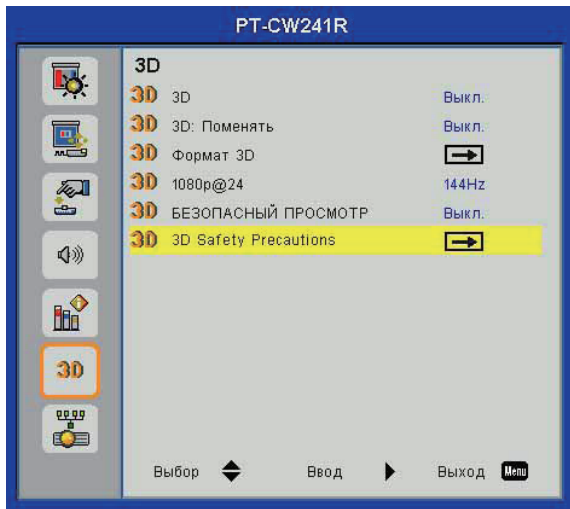 PT-CW241R
3D
3D 3D Выкл.
3D 3D: Поменять Выкл.
3D Формат 3D
3D 1080p@24 144Hz
3D БЕЗОПАСНЫЙ ПРОСМОТР Выкл.
3D 3D Safety Precautions
3D
Выбор Ввод Выход Menu